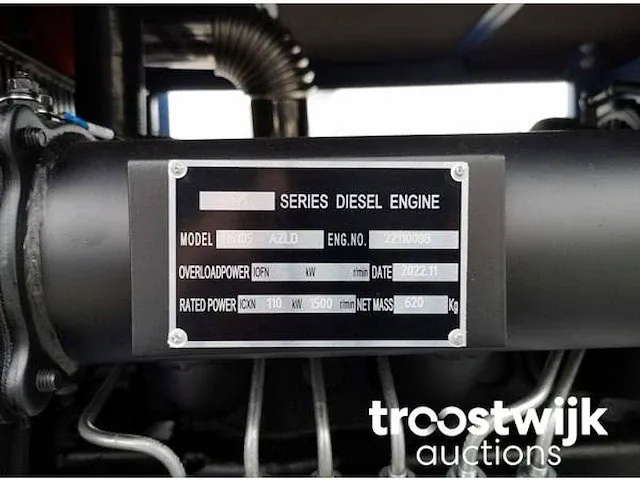 SERIES DIESEL ENGINE
MODEL AZLD ENG.NO. 22110088
OVERLOADPOWER IOFN kW r/min DATE 2022.11
RATED POWER ICXN 110 kW 1500 r/min NET MASS 620 Kg
troostwijk
auctions